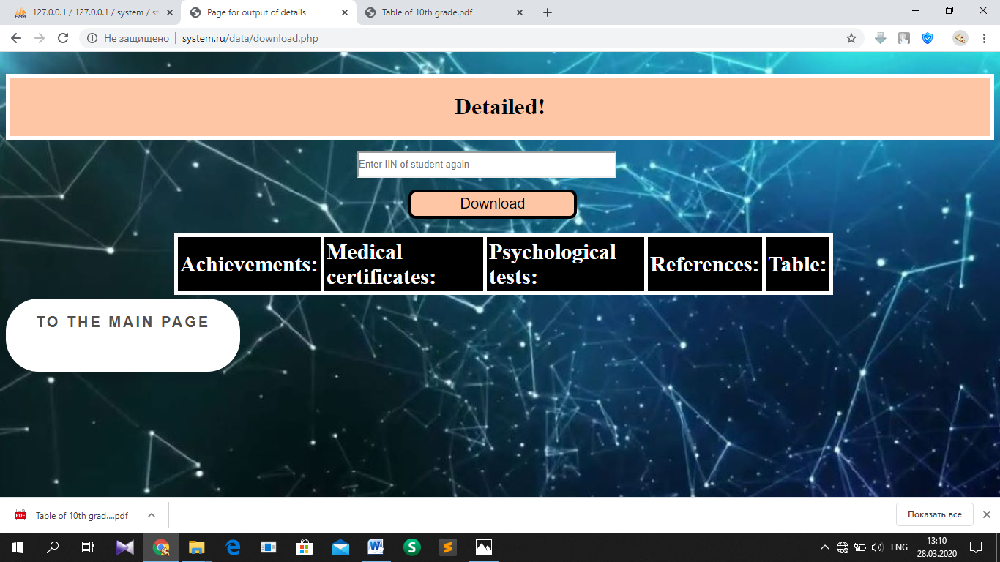 127.0.0.1 / 127.0.0.1 / system / st
Page for output of details
Table of 10th grade.pdf
Не защищено
system.ru/data/download.php
Detailed!
Enter IIN of student again
Download
Achievements:
Medical
certificates:
Psychological
tests:
References:
Table:
TO THE MAIN PAGE
Table of 10th grad....pdf
Показать все
ENG
13:10
28.03.2020